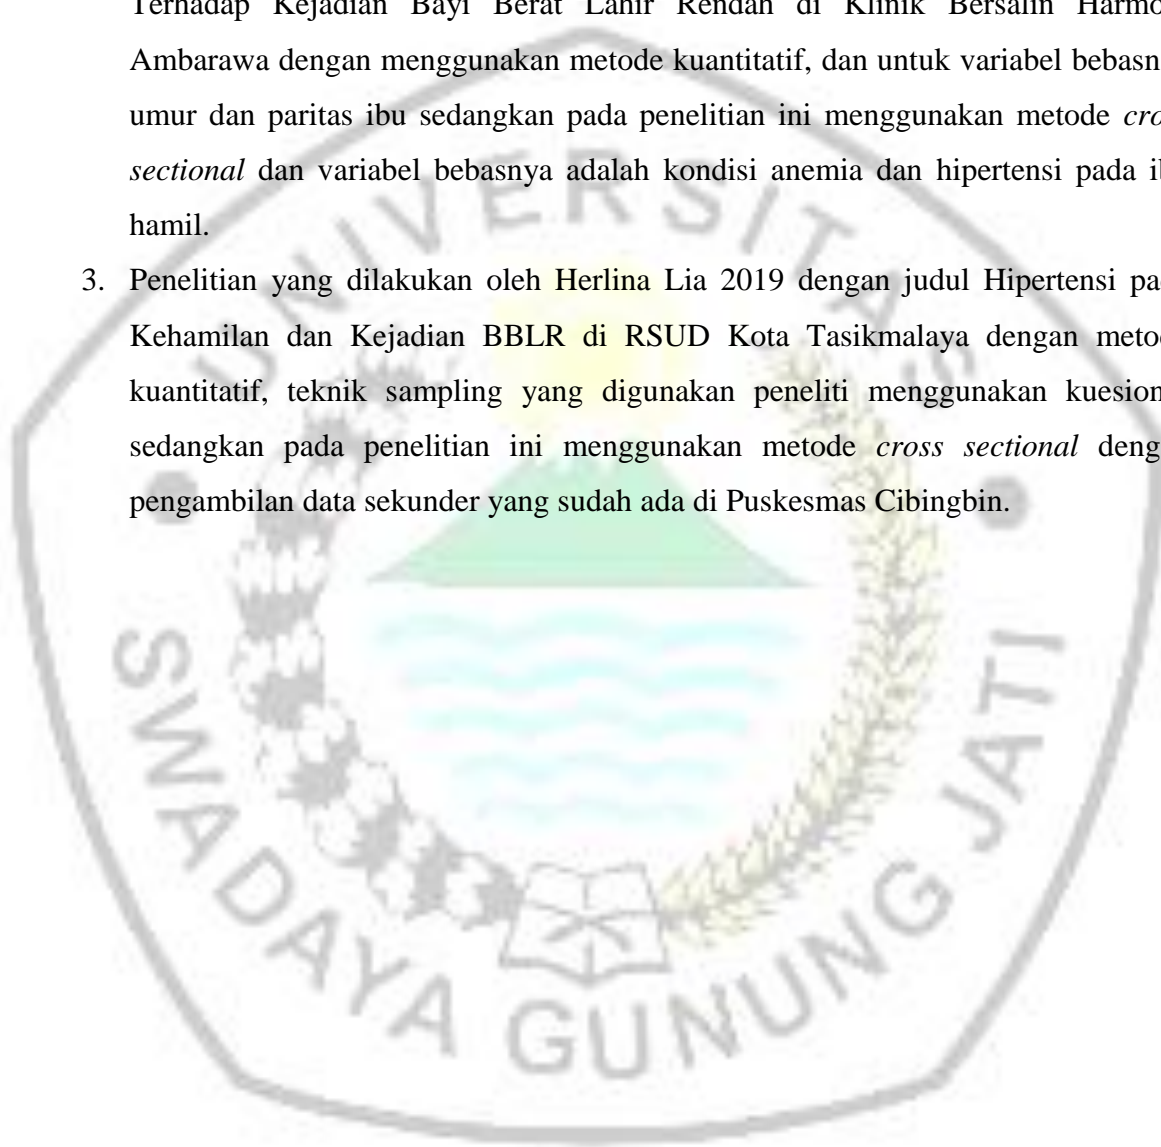 Terhadap Kejadian Bayi Berat Lahir Rendah di Klinik Bersalin Harmo
Ambarawa dengan menggunakan metode kuantitatif, dan untuk variabel bebasn
umur dan paritas ibu sedangkan pada penelitian ini menggunakan metode cro
sectional dan variabel bebasnya adalah kondisi anemia dan hipertensi pada ib
hamil.
3. Penelitian yang dilakukan oleh Herlina Lia 2019 dengan judul Hipertensi pad
Kehamilan dan Kejadian BBLR di RSUD Kota Tasikmalaya dengan metod
kuantitatif, teknik sampling yang digunakan peneliti menggunakan kuesion
sedangkan pada penelitian ini menggunakan metode cross sectional deng
pengambilan data sekunder yang sudah ada di Puskesmas Cibingbin.
UNIVERSITAS
SWADAYA GUNUNG JATI